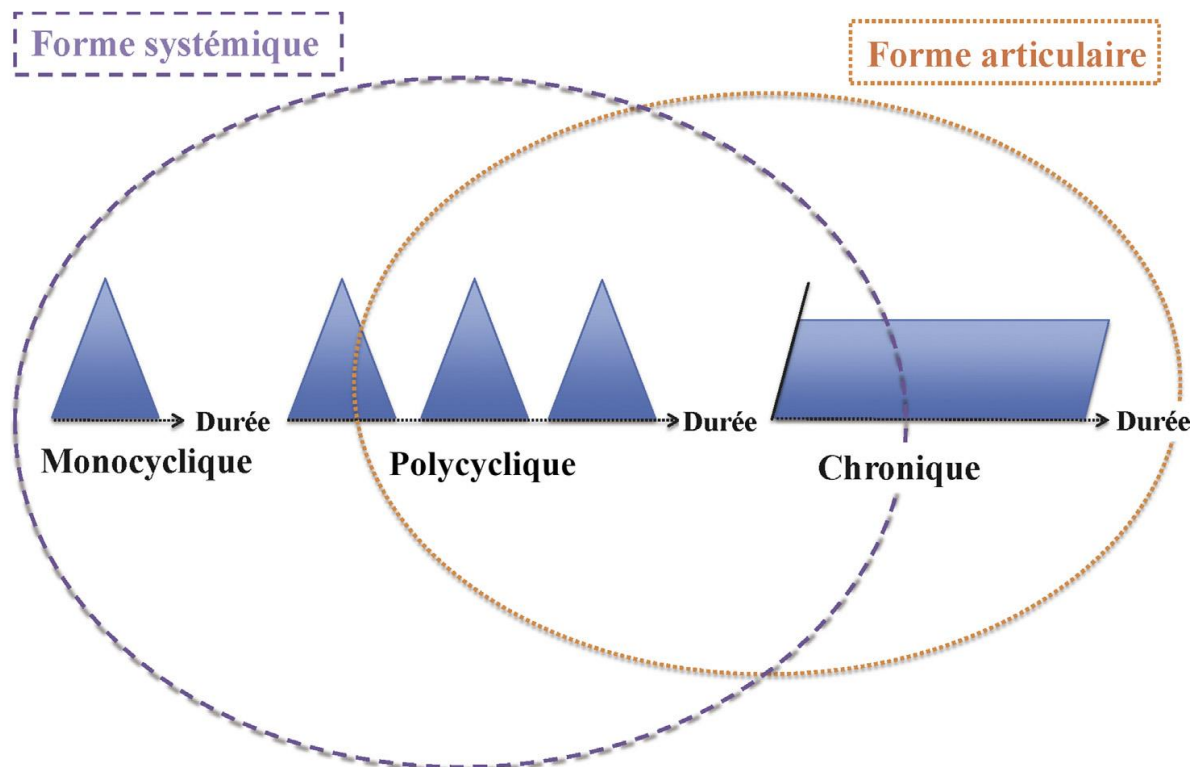 Forme systémique
Forme articulaire
Durée
Durée
Durée
Monocyclique
Polycyclique
Chronique